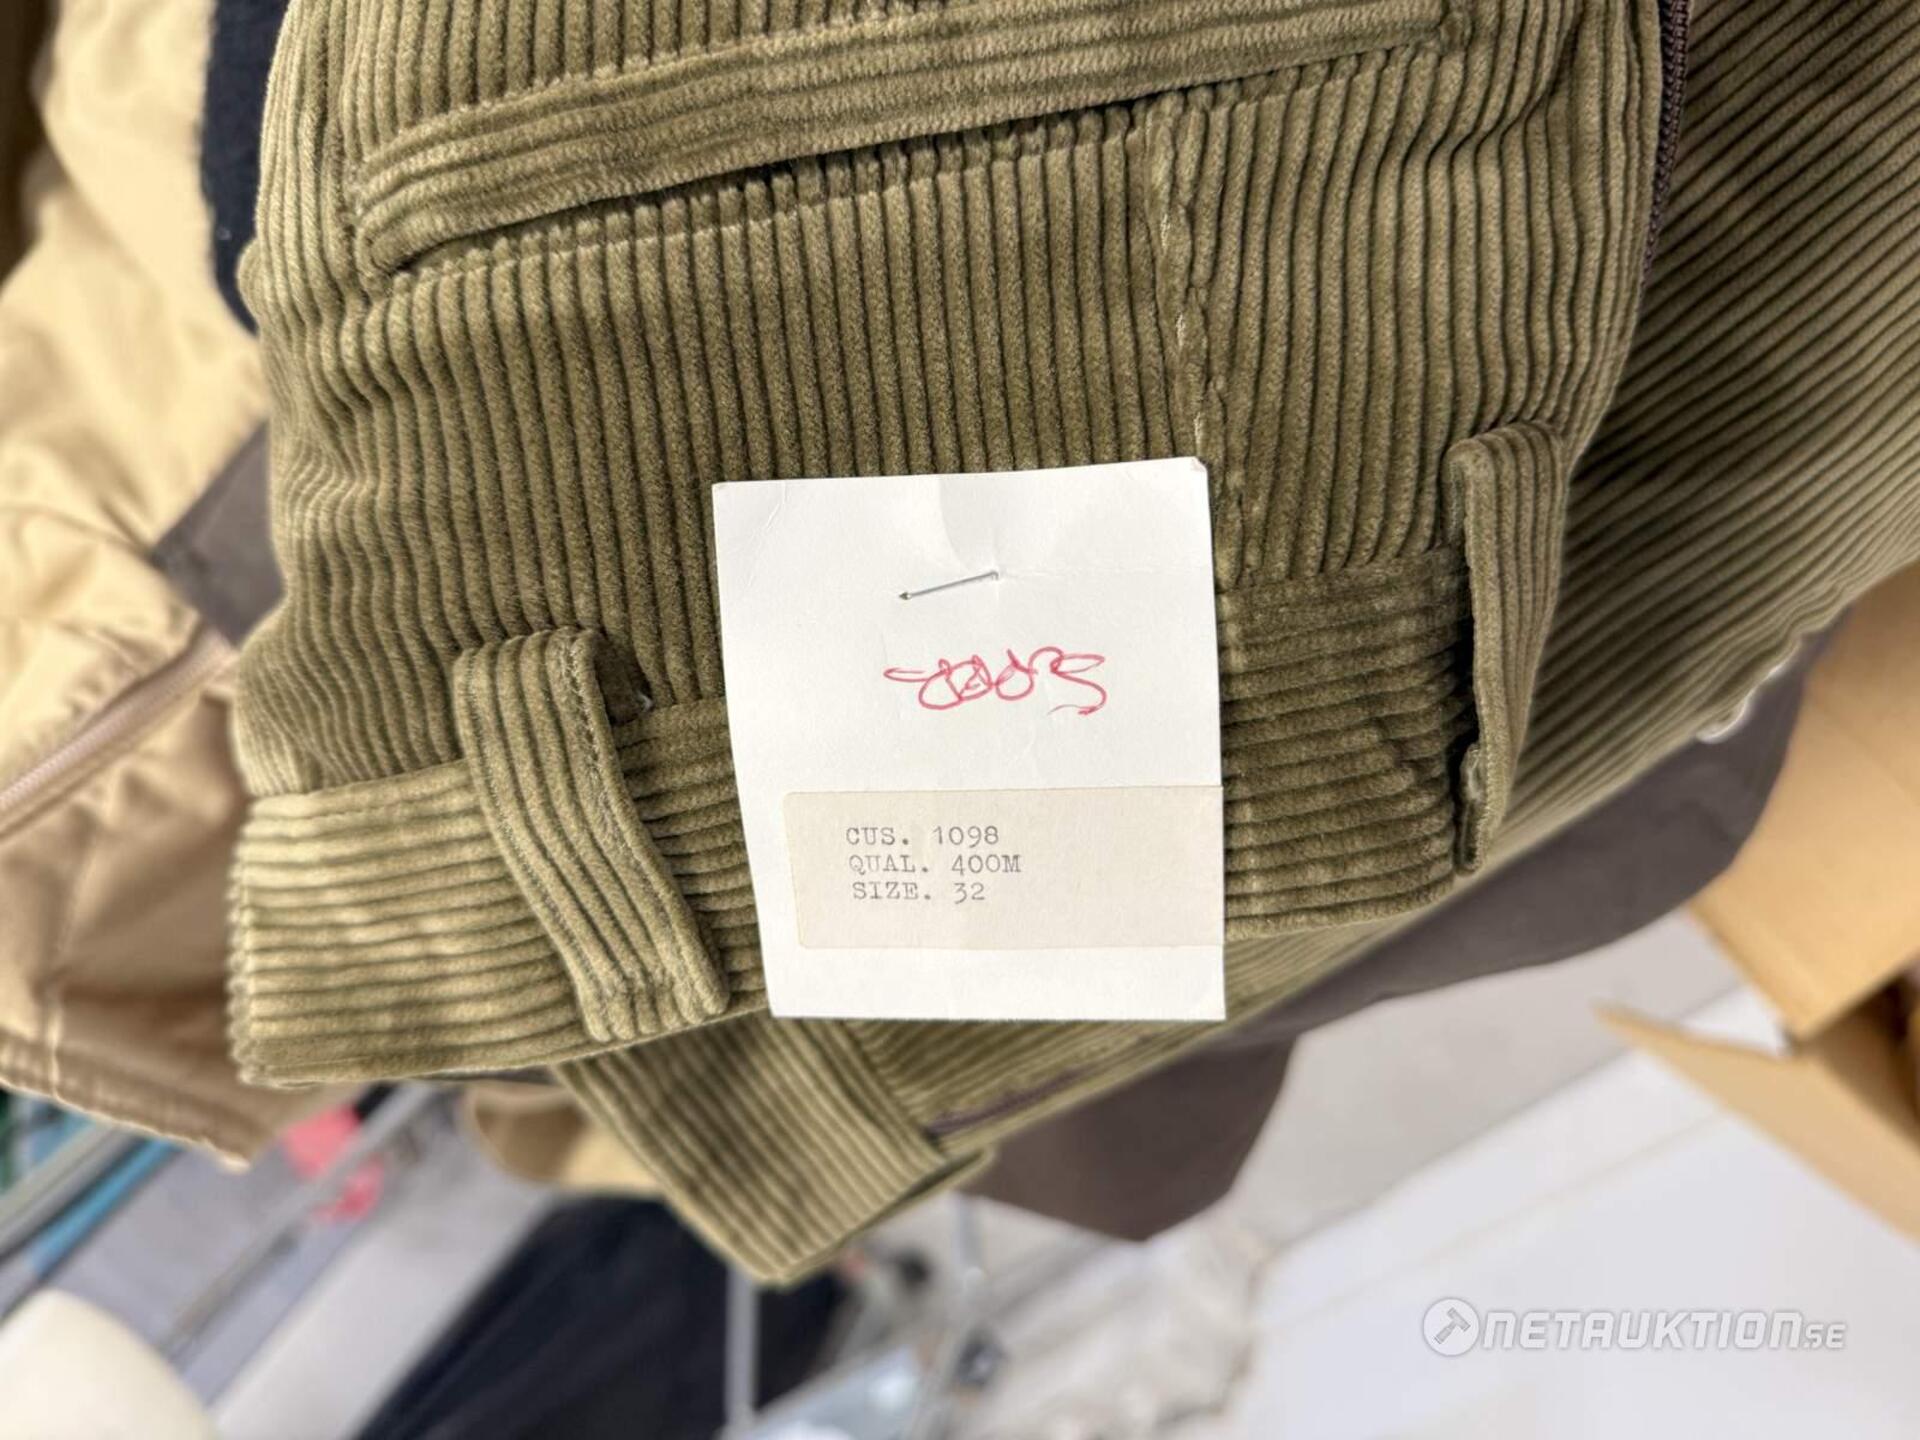 CUS. 1098
QUAL. 400M
SIZE. 32
NETAUKTION.SE